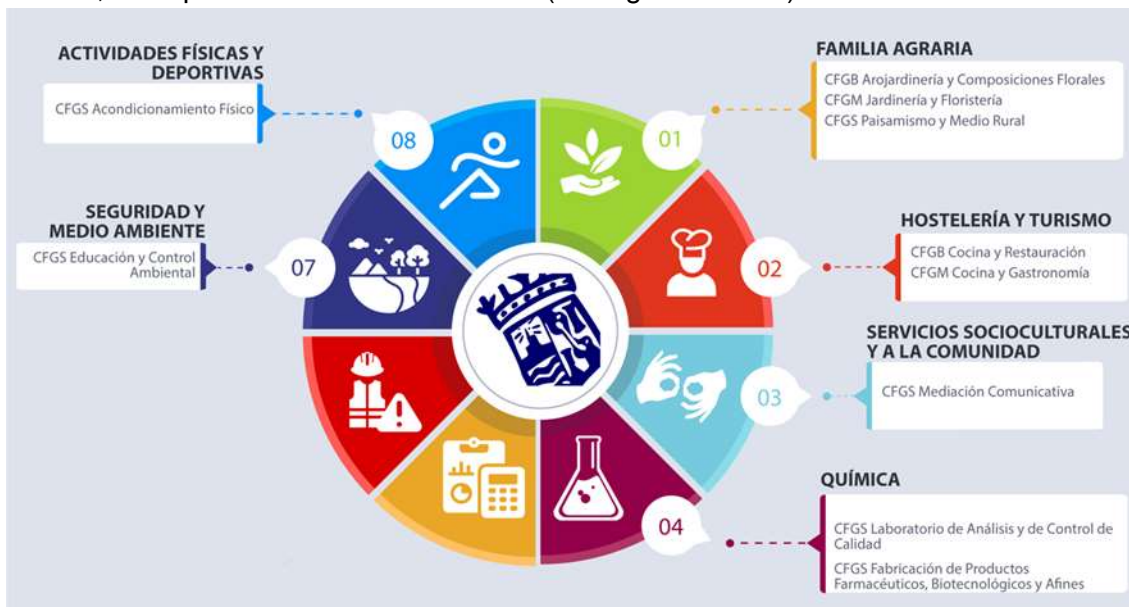 ACTIVIDADES FÍSICAS Y
DEPORTIVAS
CFGS Acondicionamiento Físico
08
SEGURIDAD Y
MEDIO AMBIENTE
CFGS Educación y Control
Ambiental
07
FAMILIA AGRARIA
CFGB Arojardinería y Composiciones Florales
CFGM Jardinería y Floristería
CFGS Paisamismo y Medio Rural
01
HOSTELERÍA Y TURISMO
CFGB Cocina y Restauración
CFGM Cocina y Gastronomía
02
SERVICIOS SOCIOCULTURALES
Y A LA COMUNIDAD
CFGS Mediación Comunicativa
03
QUÍMICA
CFGS Laboratorio de Análisis y de Control de
Calidad
CFGS Fabricación de Productos
Farmacéuticos, Biotecnológicos y Afines
04